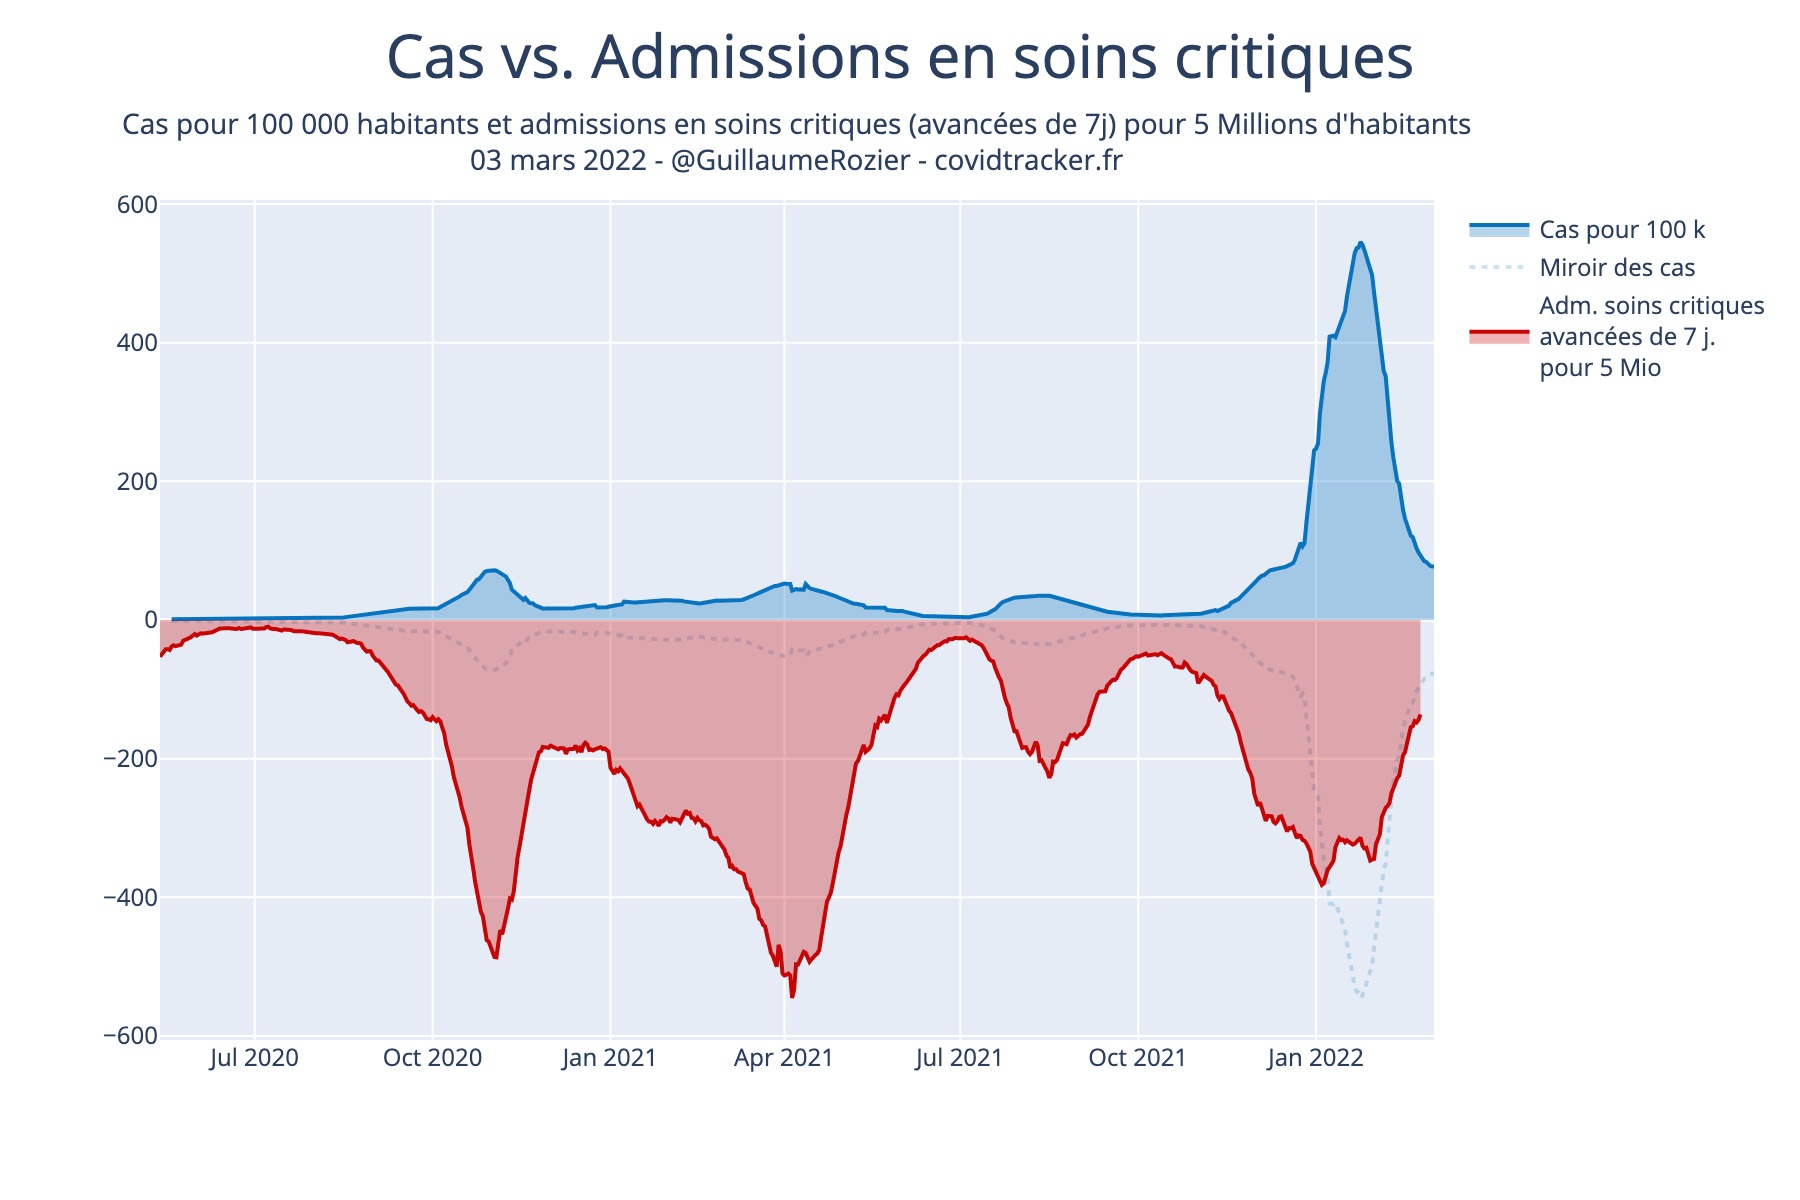 Cas vs. Admissions en soins critiques
Cas pour 100 000 habitants et admissions en soins critiques (avancées de 7j) pour 5 Millions d'habitants
03 mars 2022 - @GuillaumeRozier - covidtracker.fr
600
400
200
0
−200
−400
−600
Jul 2020
Oct 2020
Jan 2021
Apr 2021
Jul 2021
Oct 2021
Jan 2022
Cas pour 100 k
Miroir des cas
Adm. soins critiques
avancées de 7 j.
pour 5 Mio